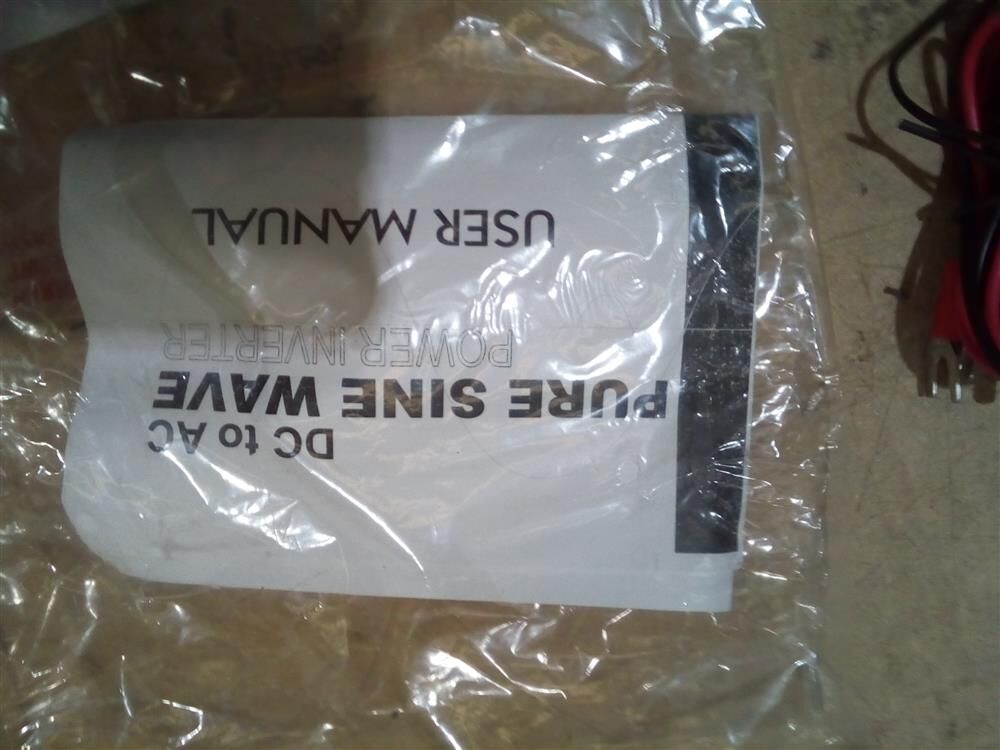 DC to AC
PURE SINE WAVE
POWER INVERTER
USER MANUAL